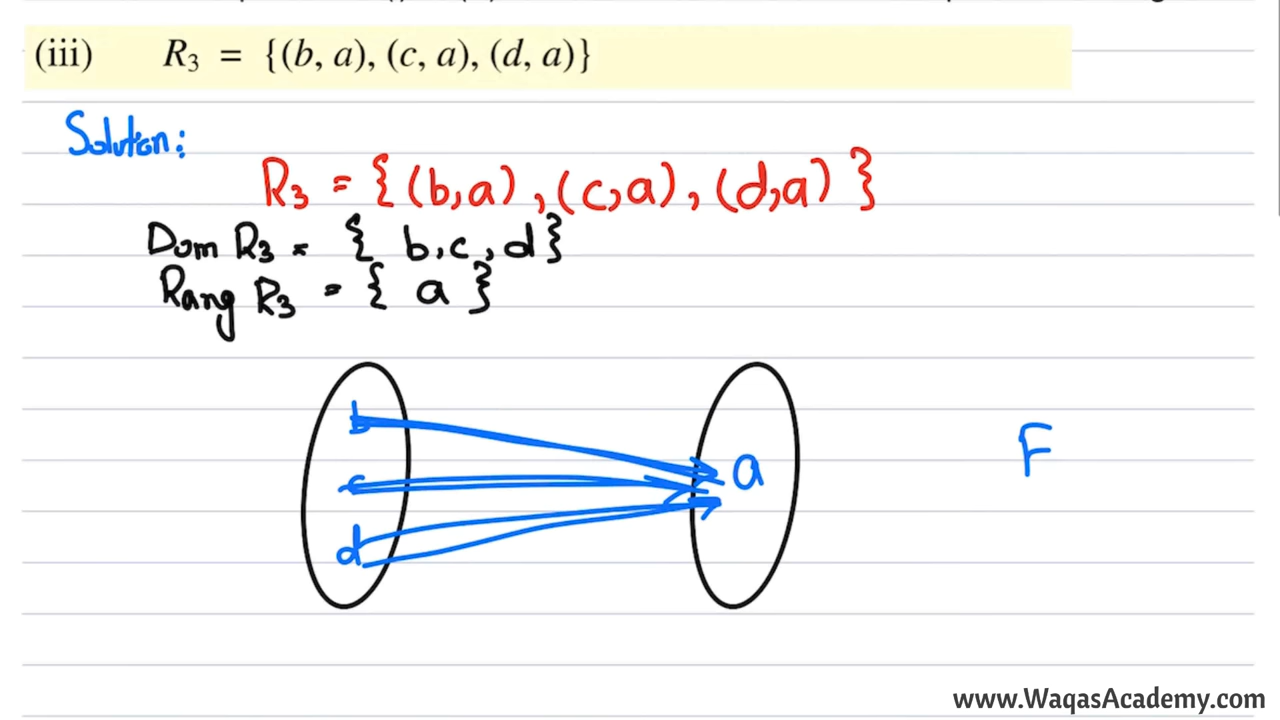 (iii) R3 = {(b, a), (c, a), (d, a)}
Solution:
R3 = {(b,a), (c,a), (d,a)}
Dom R3 = { b,c,d}
Rang R3 = { a }
b
a
F
c
d
www.WaqasAcademy.com